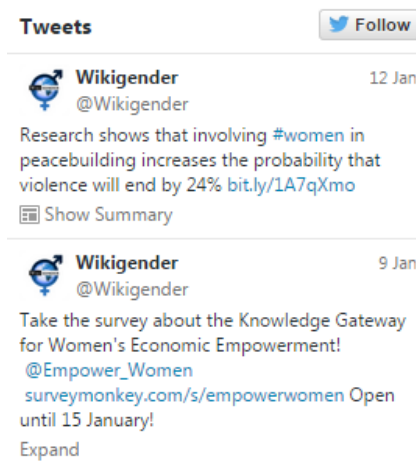 Tweets
Follow
Wikigender
12 Jan
@Wikigender
Research shows that involving #women in
peacebuilding increases the probability that
violence will end by 24% bit.ly/1A7qXmo
Show Summary
Wikigender
9 Jan
@Wikigender
Take the survey about the Knowledge Gateway
for Women's Economic Empowerment!
@Empower_Women
surveymonkey.com/s/empowerwomen Open
until 15 January!
Expand